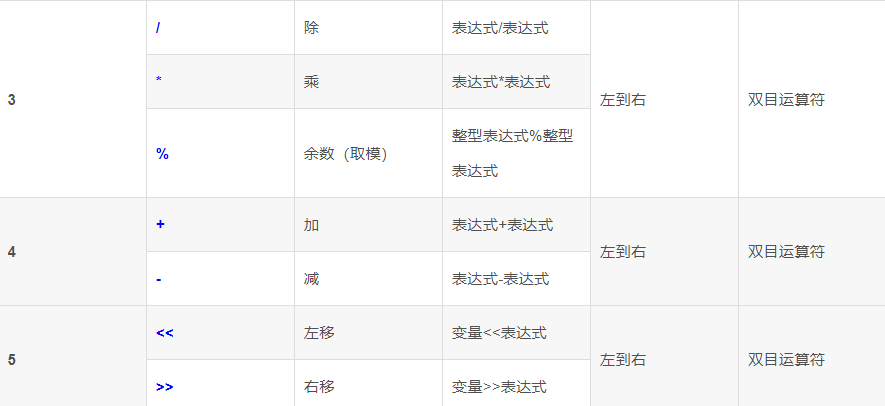 / 除 表达式/表达式
* 乘 表达式*表达式
3 左到右 双目运算符
% 余数（取模） 整型表达式%整型
表达式
+ 加 表达式+表达式
4 左到右 双目运算符
- 减 表达式-表达式
<< 左移 变量<<表达式
5 左到右 双目运算符
>> 右移 变量>>表达式